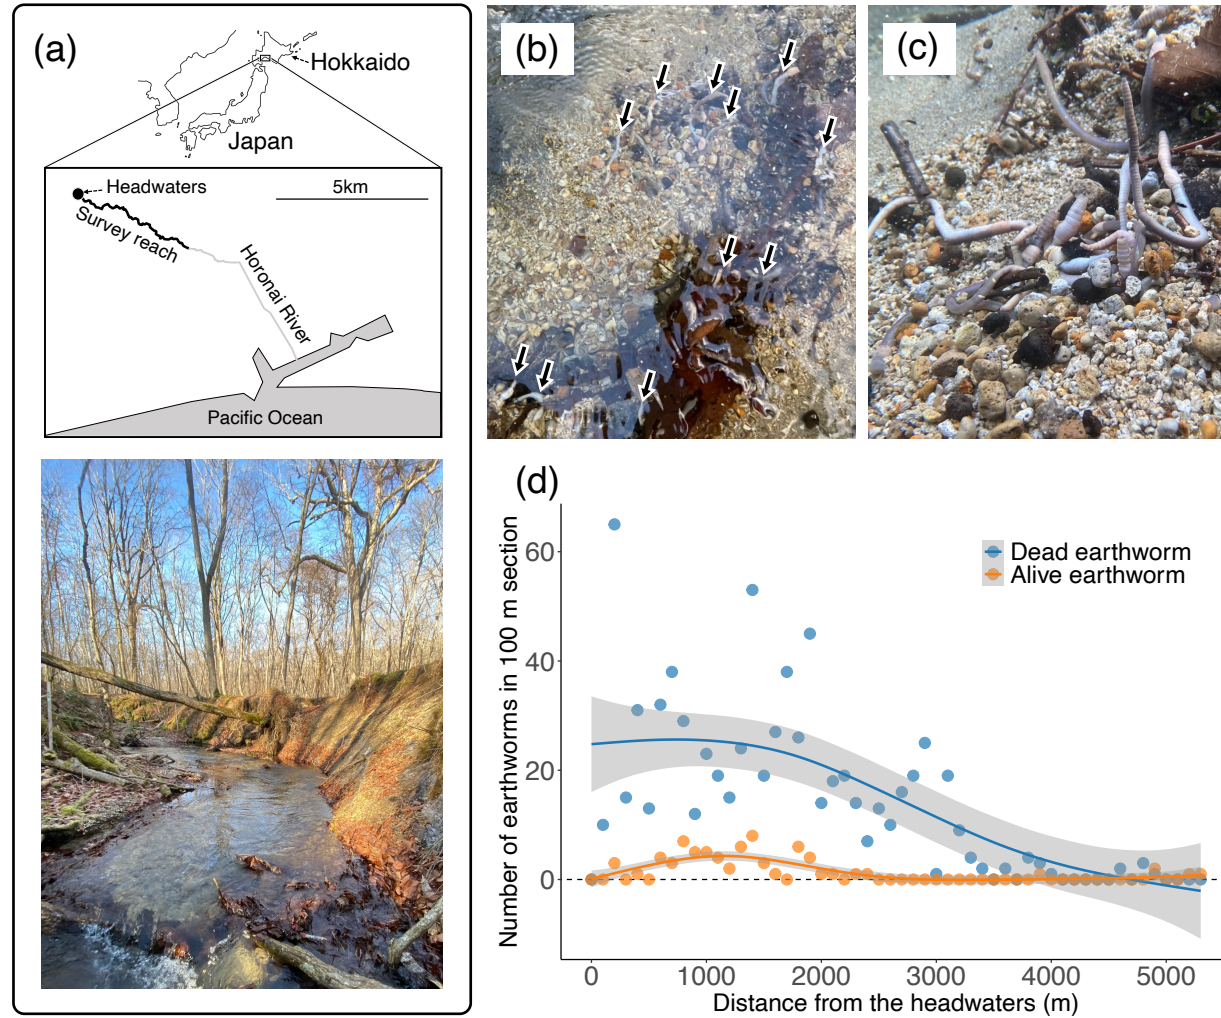 (a)
Hokkaido
Japan
Headwaters
5km
Survey reach
Horonai River
Pacific Ocean
(b)
(c)
(d)
Number of earthworms in 100 m section
60
40
20
0
Dead earthworm
Alive earthworm
0
1000
2000
3000
4000
5000
Distance from the headwaters (m)